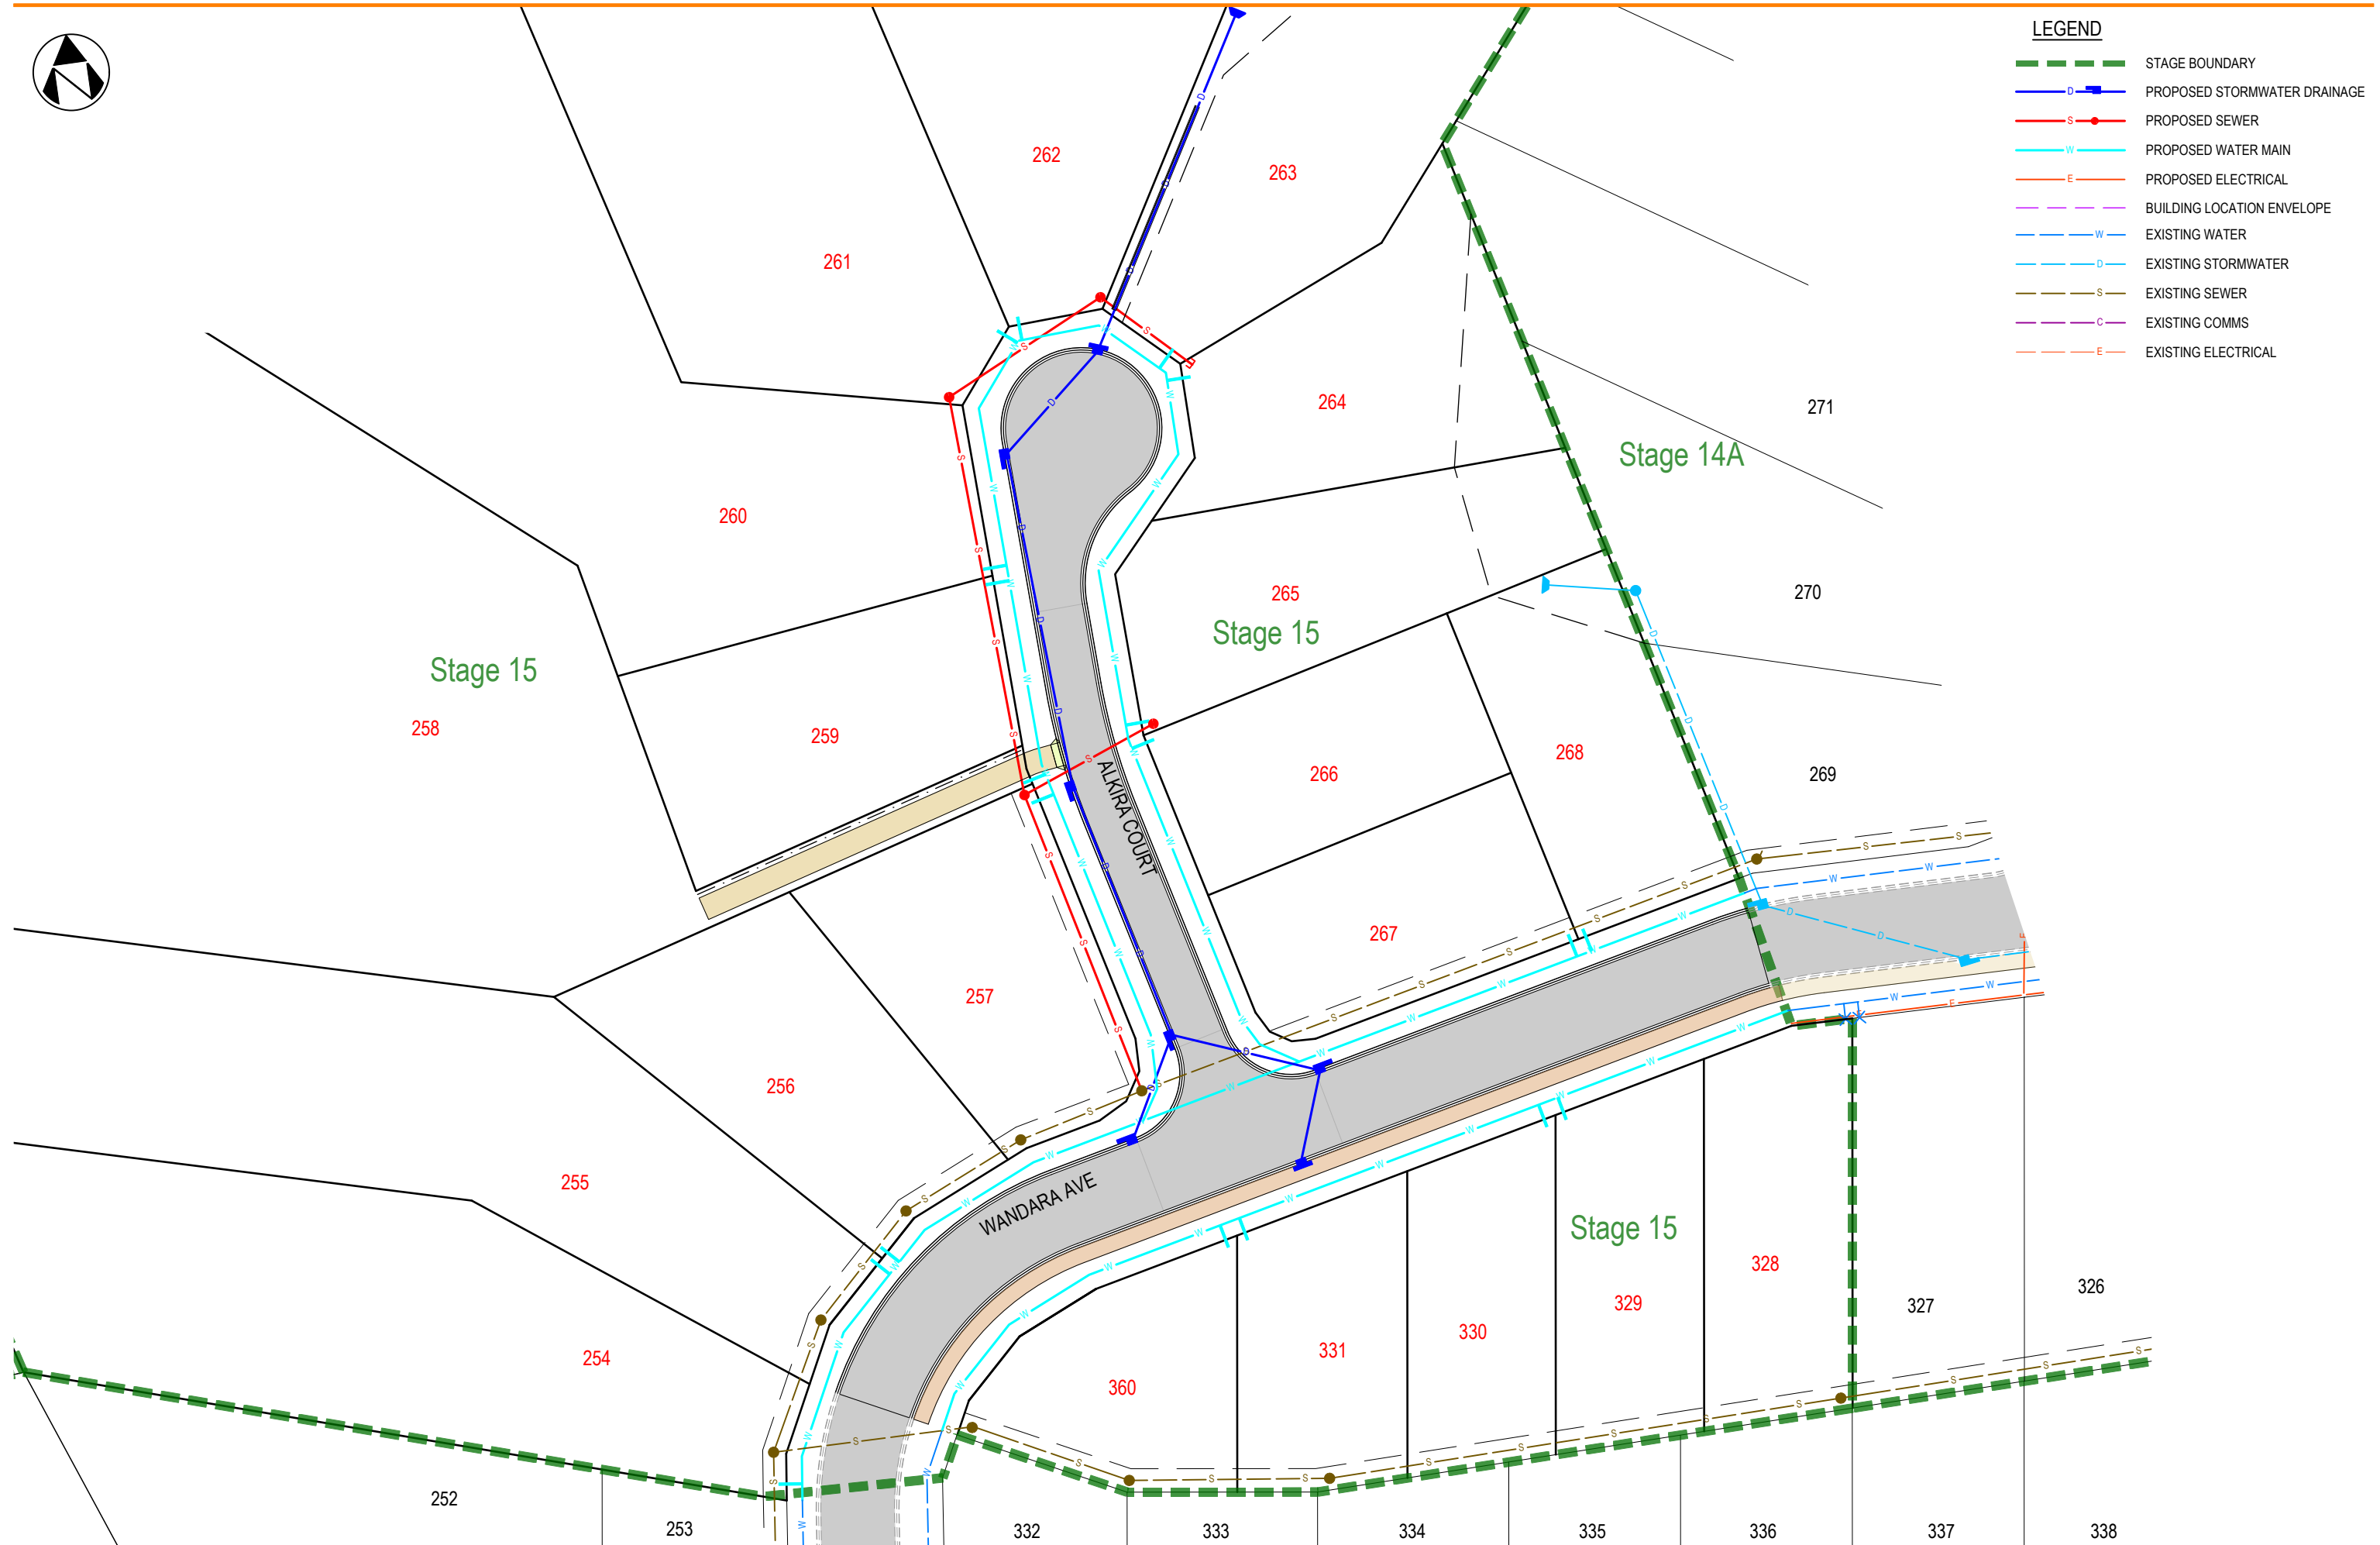 LEGEND
STAGE BOUNDARY
D PROPOSED STORMWATER DRAINAGE
S PROPOSED SEWER
W PROPOSED WATER MAIN
E PROPOSED ELECTRICAL
BUILDING LOCATION ENVELOPE
W EXISTING WATER
D EXISTING STORMWATER
S EXISTING SEWER
C EXISTING COMMS
E EXISTING ELECTRICAL
262
263
261
264
271
Stage 14A
260
265
270
Stage 15
Stage 15
258
259
266
268
269
ALKIRA COURT
267
257
256
255
WANDARA AVE
Stage 15
328
327
326
329
330
331
254
360
252
253
332
333
334
335
336
337
338